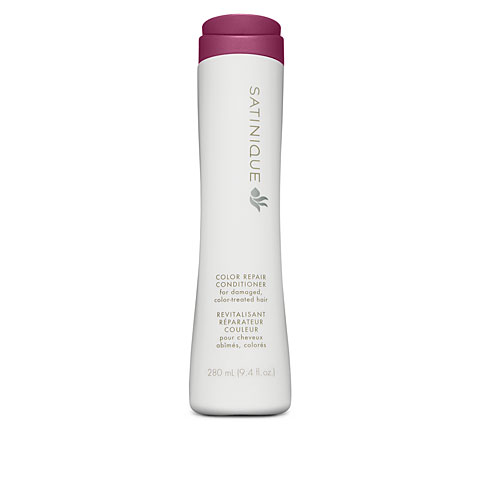 SATINIQUE
COLOR REPAIR
CONDITIONER
for damaged,
color-treated hair
REVITALISANT
RÉPARATEUR
COULEUR
pour cheveux
abîmés, colorés
280 mL (9.4 fl.oz.)